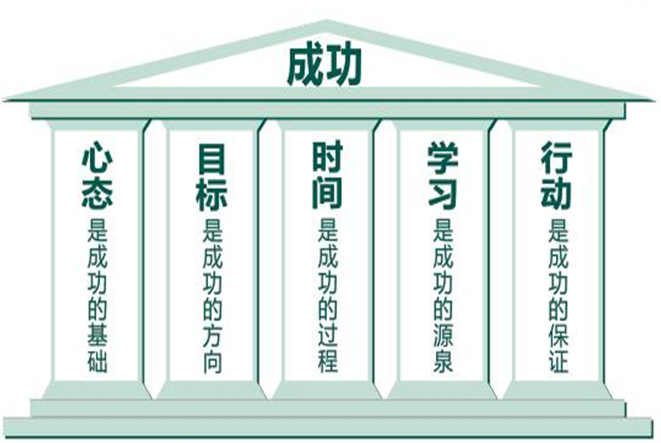 成功
心态是成功的基础
目标是成功的方向
时间是成功的过程
学习是成功的源泉
行动是成功的保证